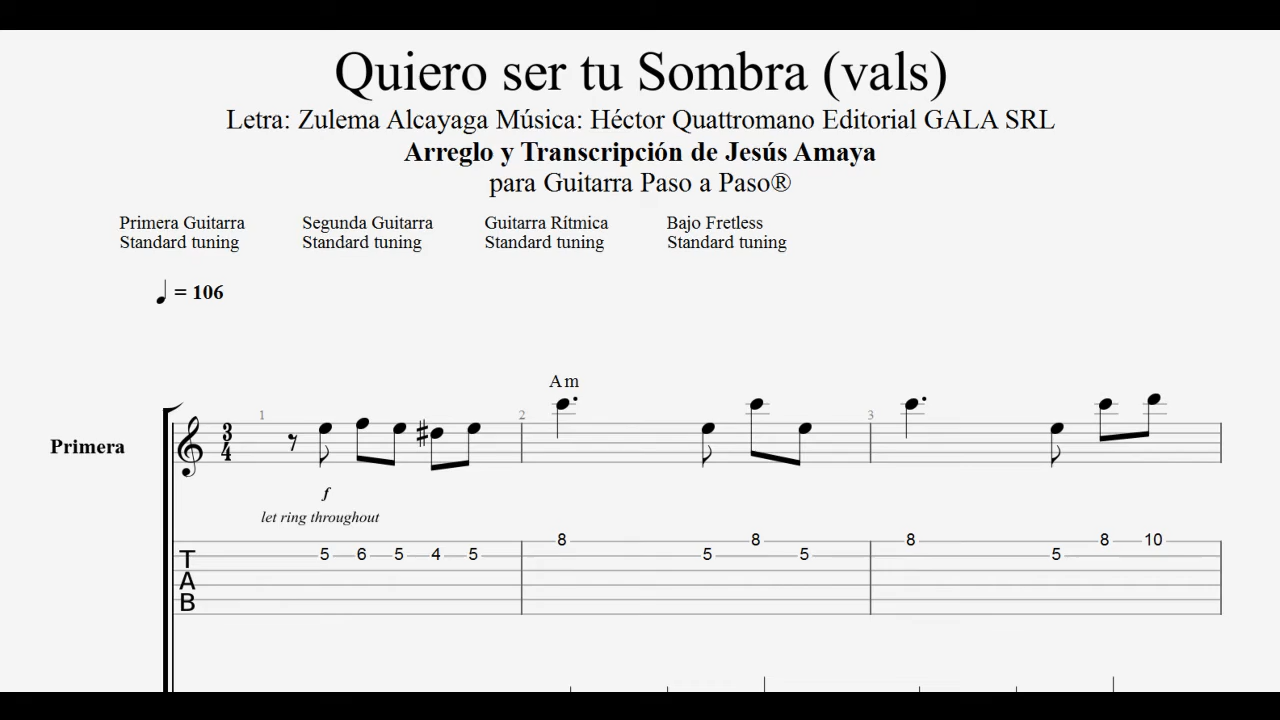 Quiero ser tu Sombra (vals)
Letra: Zulema Alcayaga Música: Héctor Quattromano Editorial GALA SRL
Arreglo y Transcripción de Jesús Amaya
para Guitarra Paso a Paso®
Primera Guitarra Segunda Guitarra Guitarra Rítmica Bajo Fretless
Standard tuning Standard tuning Standard tuning Standard tuning
= 106
Am
1 2 3
Primera
3
4
f
let ring throughout
8 8 8 8 10
5 6 5 4 5 5 5 5
T
A
B